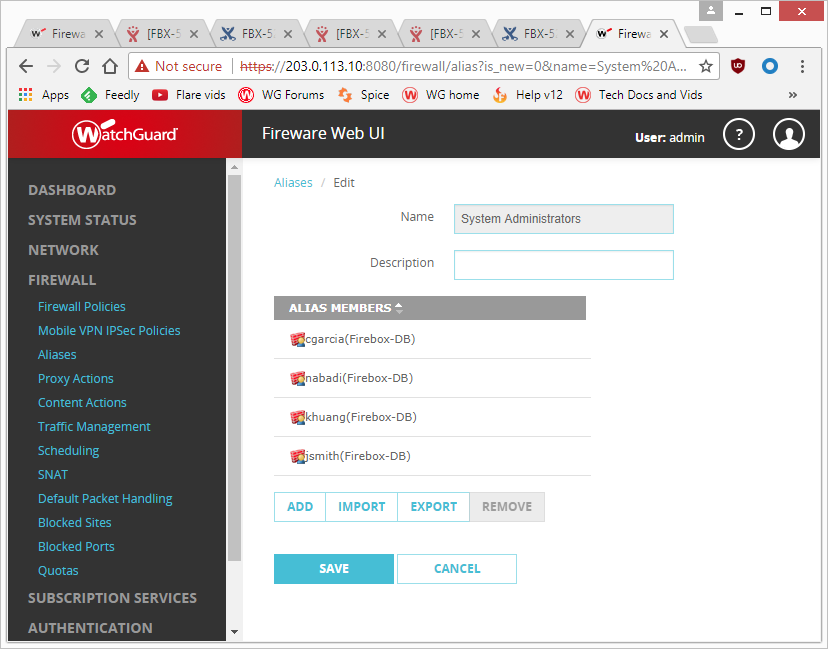 Firewa
[FBX-5
FBX-5
[FBX-5
[FBX-5
FBX-5
Firewa
Not secure
https://203.0.113.10:8080/firewall/alias?is_new=0&name=System%20A...
Apps
Feedly
Flare vids
WG Forums
Spice
WG home
Help v12
Tech Docs and Vids
»
WatchGuard
Fireware Web UI
User: admin
?
DASHBOARD
SYSTEM STATUS
NETWORK
FIREWALL
Firewall Policies
Mobile VPN IPSec Policies
Aliases
Proxy Actions
Content Actions
Traffic Management
Scheduling
SNAT
Default Packet Handling
Blocked Sites
Blocked Ports
Quotas
SUBSCRIPTION SERVICES
AUTHENTICATION
Aliases / Edit
Name
System Administrators
Description
ALIAS MEMBERS
cgarcia(Firebox-DB)
nabadi(Firebox-DB)
khuang(Firebox-DB)
jsmith(Firebox-DB)
ADD
IMPORT
EXPORT
REMOVE
SAVE
CANCEL